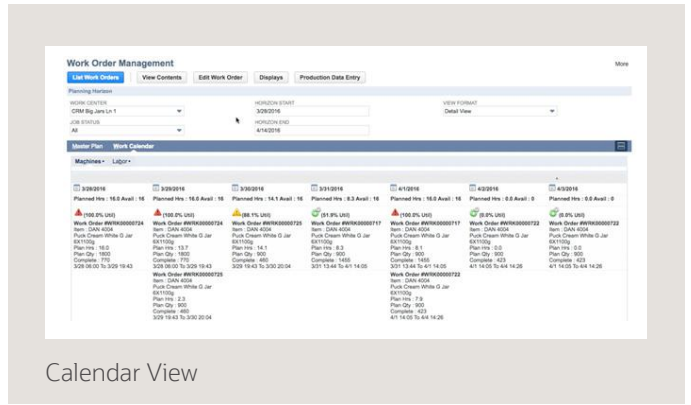 Work Order Management
More
List Work Orders View Contents Edit Work Order Displays Production Data Entry
Planning Horizon
WORK CENTER HORIZON START VIEW FORMAT
CRM Big Jars Ln 1 3/28/2016 Detail View
JOB STATUS HORIZON END
All 4/14/2016
Master Plan Work Calendar
Machines Labor
3/28/2016 3/29/2016 3/30/2016 3/31/2016 4/1/2016 4/2/2016 4/3/2016
Planned Hrs : 16.0 Avail : 16 Planned Hrs : 16.0 Avail : 16 Planned Hrs : 14.1 Avail : 16 Planned Hrs : 8.3 Avail : 16 Planned Hrs : 16.0 Avail : 16 Planned Hrs : 0.0 Avail : 0 Planned Hrs : 0.0 Avail : 0
(100.0% Util) (100.0% Util) (88.1% Util) (51.9% Util) (100.0% Util) (0.0% Util) (0.0% Util)
Work Order #WRK00000724 Work Order #WRK00000724 Work Order #WRK00000725 Work Order #WRK00000717 Work Order #WRK00000717 Work Order #WRK00000722 Work Order #WRK00000722
Item : DAN 4004 Item : DAN 4004 Item : DAN 4004 Item : DAN 4004 Item : DAN 4004 Item : DAN 4004 Item : DAN 4004
Puck Cream White G Jar Puck Cream White G Jar Puck Cream White G Jar Puck Cream White G Jar Puck Cream White G Jar Puck Cream White G Jar Puck Cream White G Jar
6X1100g 6X1100g 6X1100g 6X1100g 6X1100g 6X1100g 6X1100g
Plan Hrs : 16.0 Plan Hrs : 13.7 Plan Hrs : 14.1 Plan Hrs : 8.3 Plan Hrs : 8.1 Plan Hrs : 0.0 Plan Hrs : 0.0
Plan Qty : 1800 Plan Qty : 1800 Plan Qty : 900 Plan Qty : 900 Plan Qty : 900 Plan Qty : 900 Plan Qty : 900
Complete : 770 Complete : 770 Complete : 460 Complete : 1455 Complete : 1455 Complete : 423 Complete : 423
3/28 06:00 To 3/29 19:43 3/28 06:00 To 3/29 19:43 3/29 19:43 To 3/30 20:04 3/31 13:44 To 4/1 14:05 3/31 13:44 To 4/1 14:05 4/1 14:05 To 4/4 14:26 4/1 14:05 To 4/4 14:26
Work Order #WRK00000725 Work Order #WRK00000722
Item : DAN 4004 Item : DAN 4004
Puck Cream White G Jar Puck Cream White G Jar
6X1100g 6X1100g
Plan Hrs : 2.3 Plan Hrs : 7.9
Plan Qty : 900 Plan Qty : 900
Complete : 460 Complete : 423
3/29 19:43 To 3/30 20:04 4/1 14:05 To 4/4 14:26
Calendar View